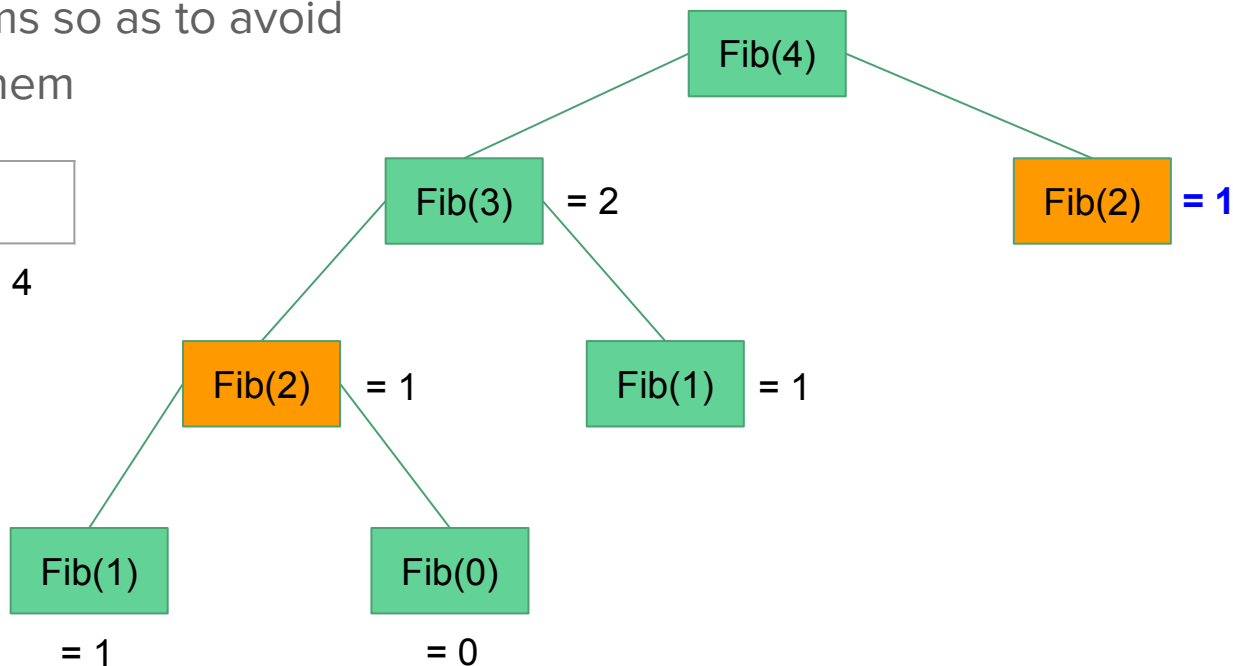 ms so as to avoid
Fib(4)
hem
Fib(3) = 2
Fib(2) = 1
4
Fib(2) = 1
Fib(1) = 1
Fib(1)
Fib(0)
= 1
= 0